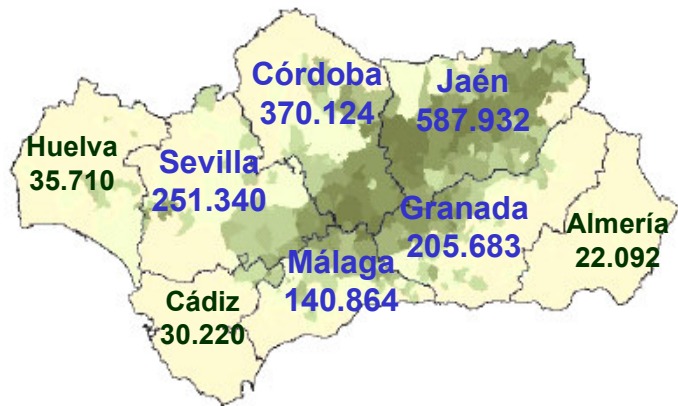 Córdoba
370.124
Jaén
587.932
Huelva
35.710
Sevilla
251.340
Granada
205.683
Almería
22.092
Málaga
140.864
Cádiz
30.220